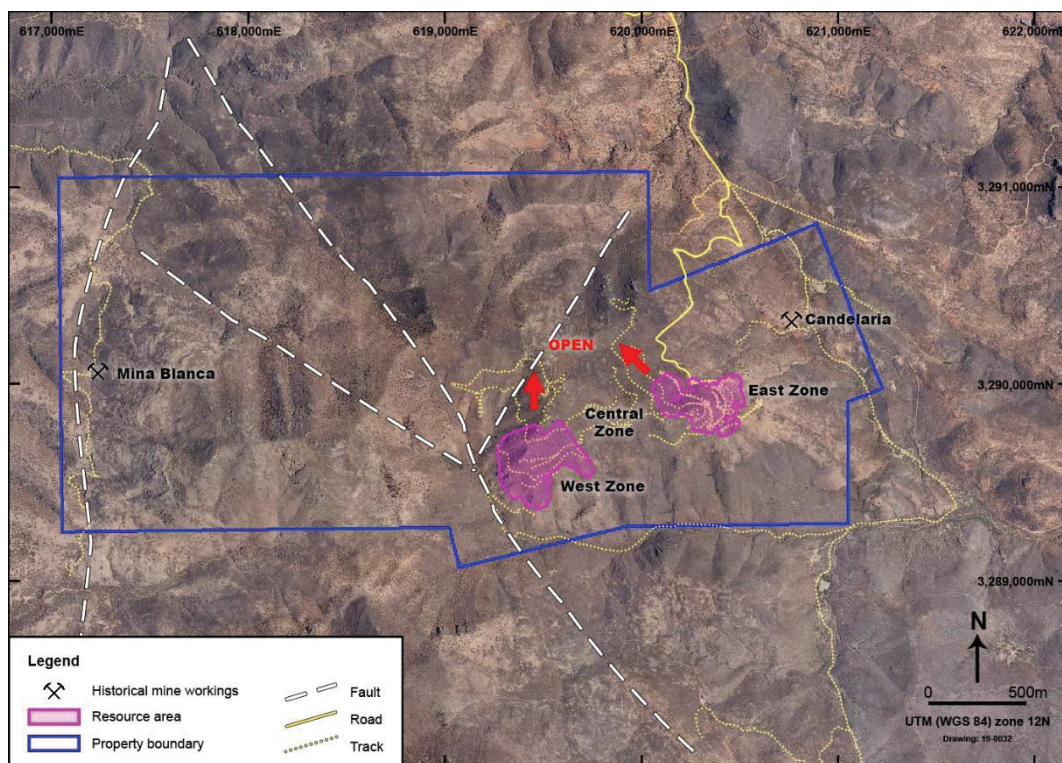 617,000mE
618,000mE
619,000mE
620,000mE
621,000mE
622,000mE
3,291,000mN
Candelaria
OPEN
Mina Blanca
3,290,000mN
East Zone
Central
Zone
West Zone
3,289,000mN
N
0 500m
UTM (WGS 84) zone 12N
Drawing: 19-0032
Legend
Historical mine workings
Resource area
Property boundary
Fault
Road
Track